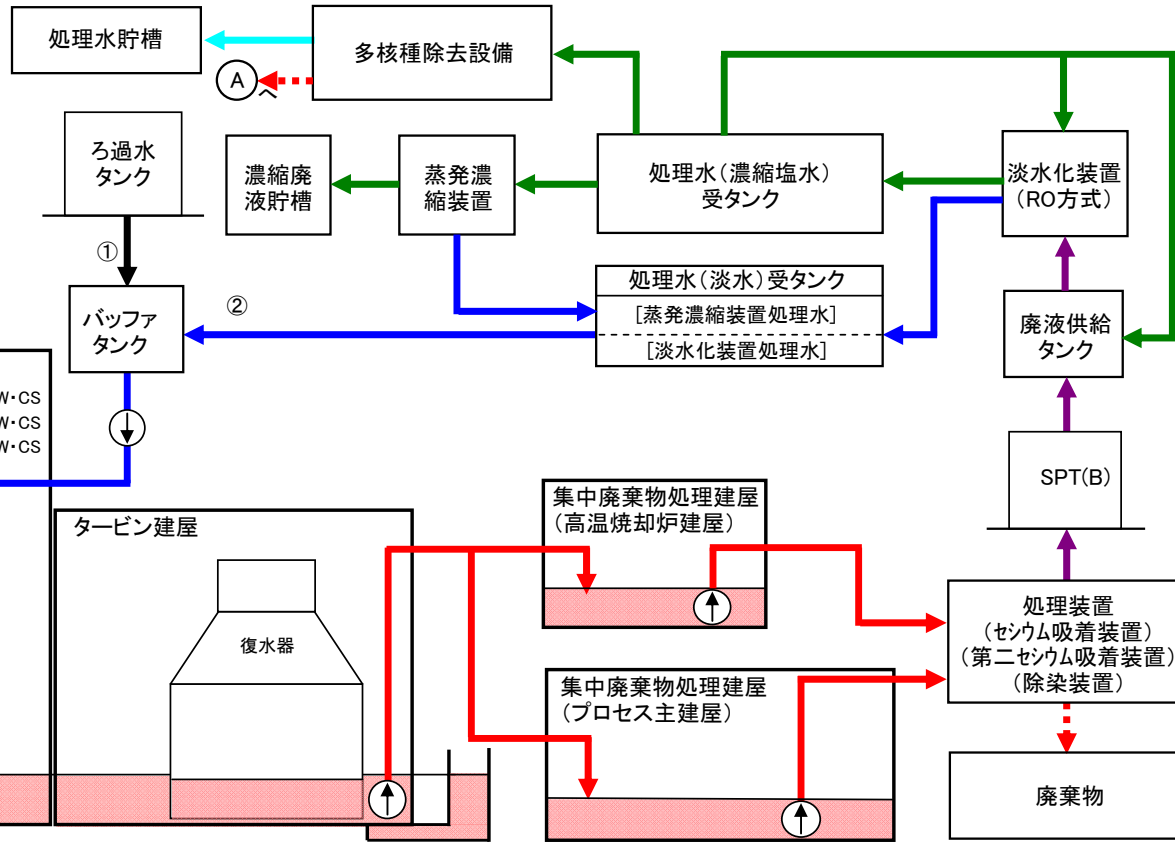 処理水貯槽
多核種除去設備
A
へ
ろ過水
タンク
濃縮廃
液貯槽
蒸発濃
縮装置
処理水(濃縮塩水)
受タンク
淡水化装置
(RO方式)
①
②
処理水(淡水)受タンク
[蒸発濃縮装置処理水]
[淡水化装置処理水]
バッファ
タンク
廃液供給
タンク
W・CS
W・CS
W・CS
SPT(B)
タービン建屋
復水器
集中廃棄物処理建屋
(高温焼却炉建屋)
集中廃棄物処理建屋
(プロセス主建屋)
処理装置
(セシウム吸着装置)
(第二セシウム吸着装置)
(除染装置)
廃棄物